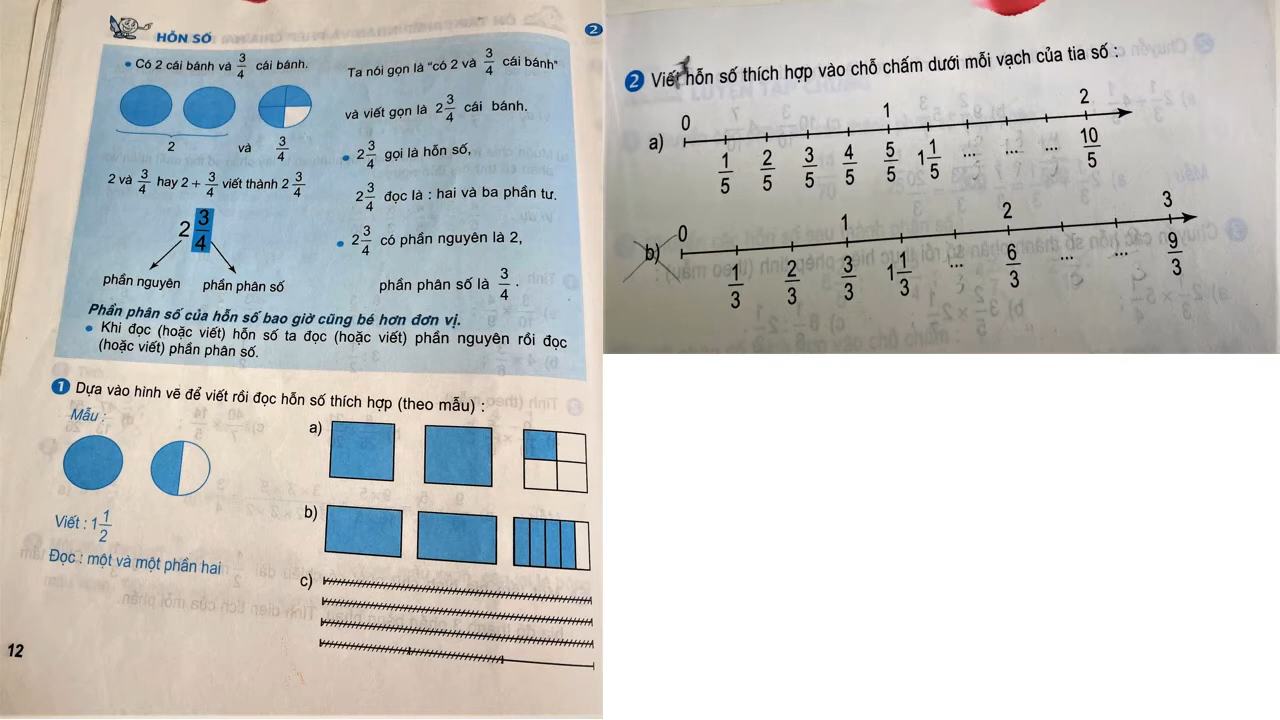 HỖN SỐ
2
• Có 2 cái bánh và 3/4 cái bánh.
2 và 3/4
2 và 3/4 hay 2 + 3/4 viết thành 2 3/4
2 3/4
phần nguyên phần phân số
Ta nói gọn là "có 2 và 3/4 cái bánh"
và viết gọn là 2 3/4 cái bánh.
• 2 3/4 gọi là hỗn số,
2 3/4 đọc là : hai và ba phần tư.
• 2 3/4 có phần nguyên là 2,
phần phân số là 3/4 .
Phần phân số của hỗn số bao giờ cũng bé hơn đơn vị.
• Khi đọc (hoặc viết) hỗn số ta đọc (hoặc viết) phần nguyên rồi đọc
(hoặc viết) phần phân số.
1 Dựa vào hình vẽ để viết rồi đọc hỗn số thích hợp (theo mẫu) :
Mẫu :
Viết : 1 1/2
Đọc : một và một phần hai
a)
b)
c)
12
2 Viết hỗn số thích hợp vào chỗ chấm dưới mỗi vạch của tia số :
a) 0 1 2
1/5 2/5 3/5 4/5 5/5 1 1/5 ... ... ... 10/5
b) 0 1 2 3
1/3 2/3 3/3 1 1/3 ... 6/3 ... ... 9/3